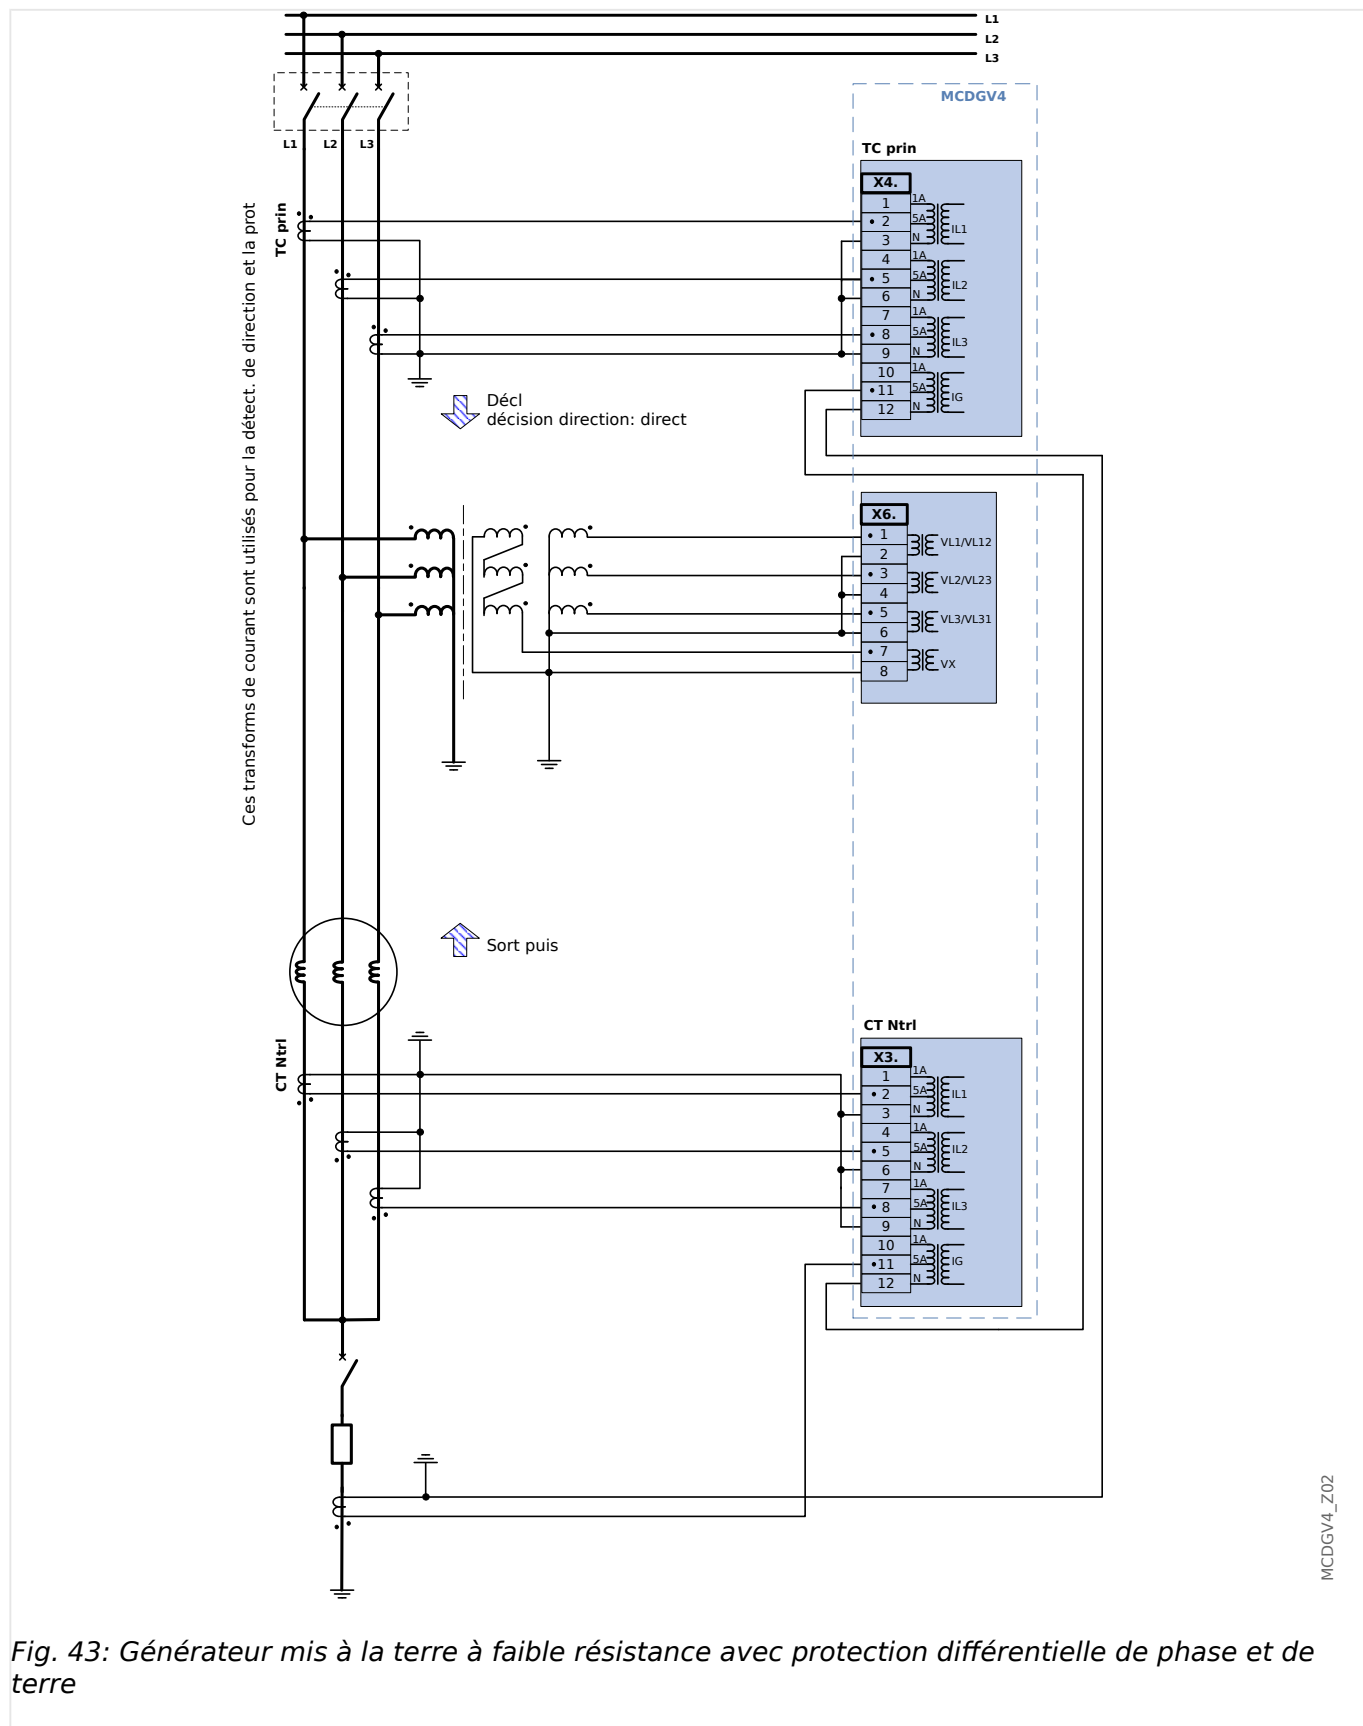 L1
L2
L3
MCDGV4
L1 L2 L3
TC prin
TC prin
Ces transforms de courant sont utilisés pour la détect. de direction et la prot
X4.
1 1A
2 5A IL1
3 N
4 1A
5 5A IL2
6 N
7 1A
8 5A IL3
9 N
10 1A
11 5A IG
12 N
Décl
décision direction: direct
X6.
1 VL1/VL12
2
3 VL2/VL23
4
5 VL3/VL31
6
7 VX
8
Sort puis
CT Ntrl
CT Ntrl
X3.
1 1A
2 5A IL1
3 N
4 1A
5 5A IL2
6 N
7 1A
8 5A IL3
9 N
10 1A
11 5A IG
12 N
MCDGV4_Z02
Fig. 43: Générateur mis à la terre à faible résistance avec protection différentielle de phase et de
terre